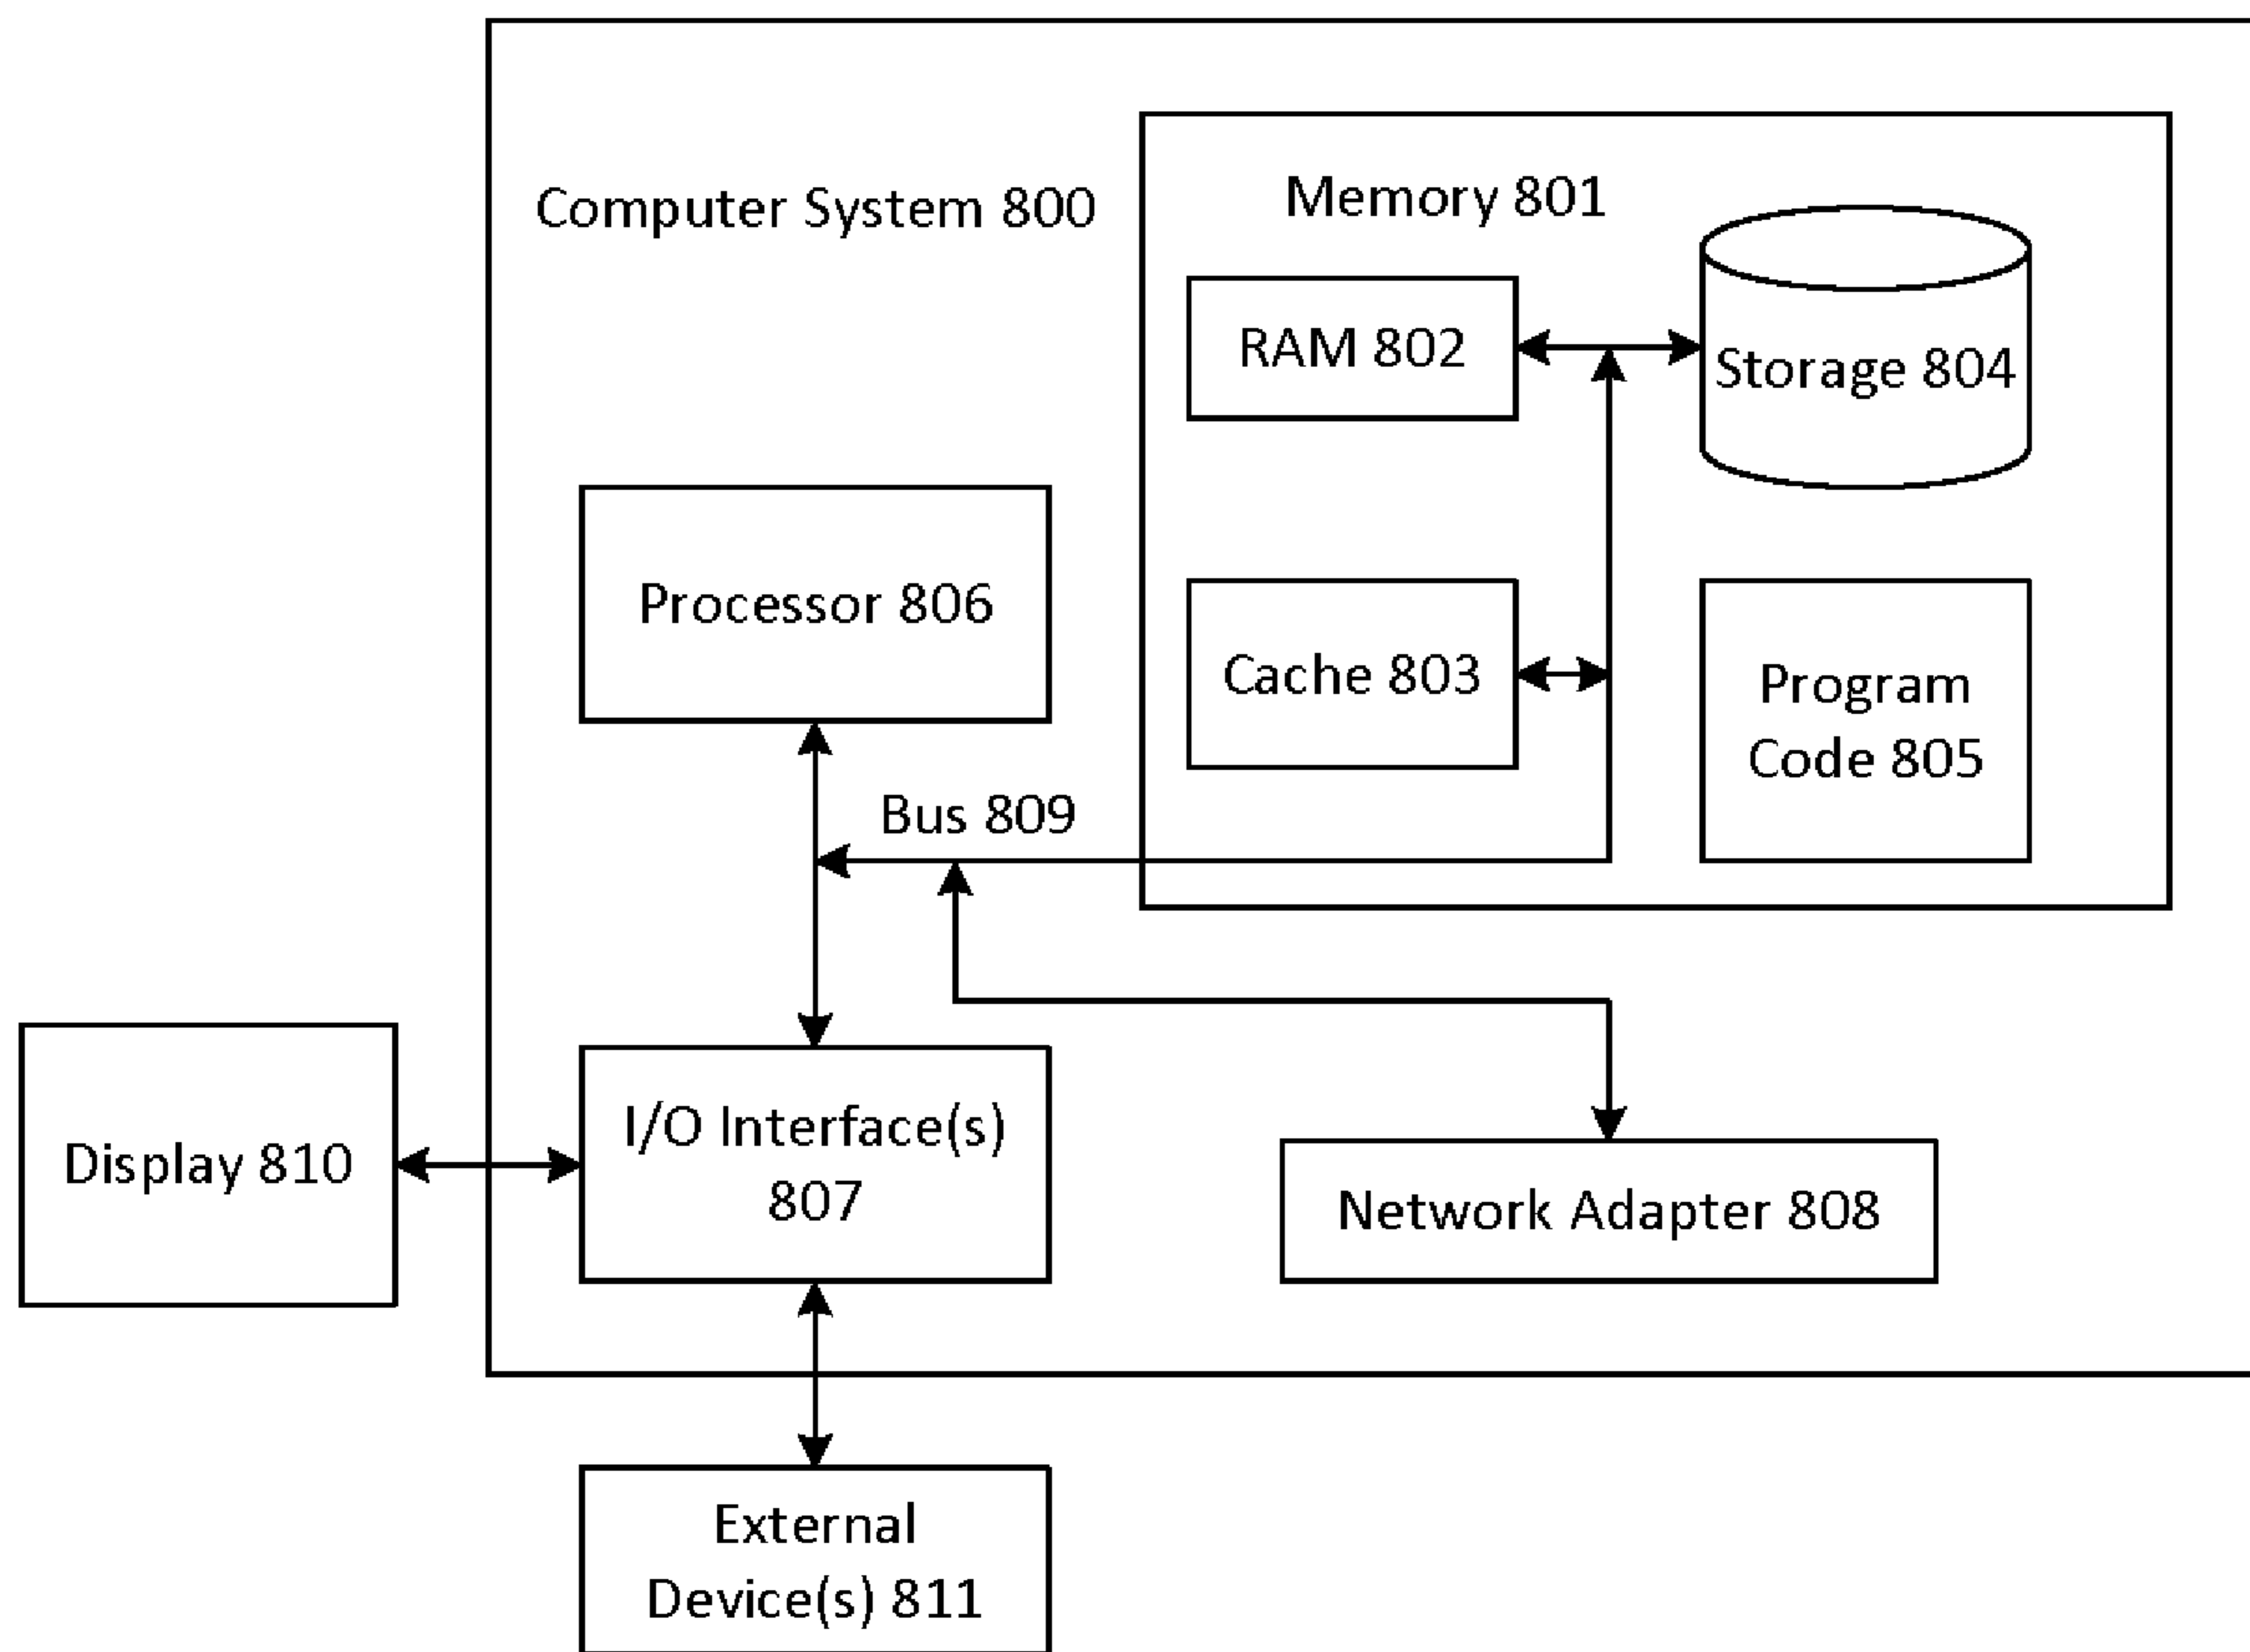 Computer System 800
Memory 801
RAM 802
Storage 804
Processor 806
Cache 803
Program
Code 805
Bus 809
Display 810
I/O Interface(s)
807
Network Adapter 808
External
Device(s) 811